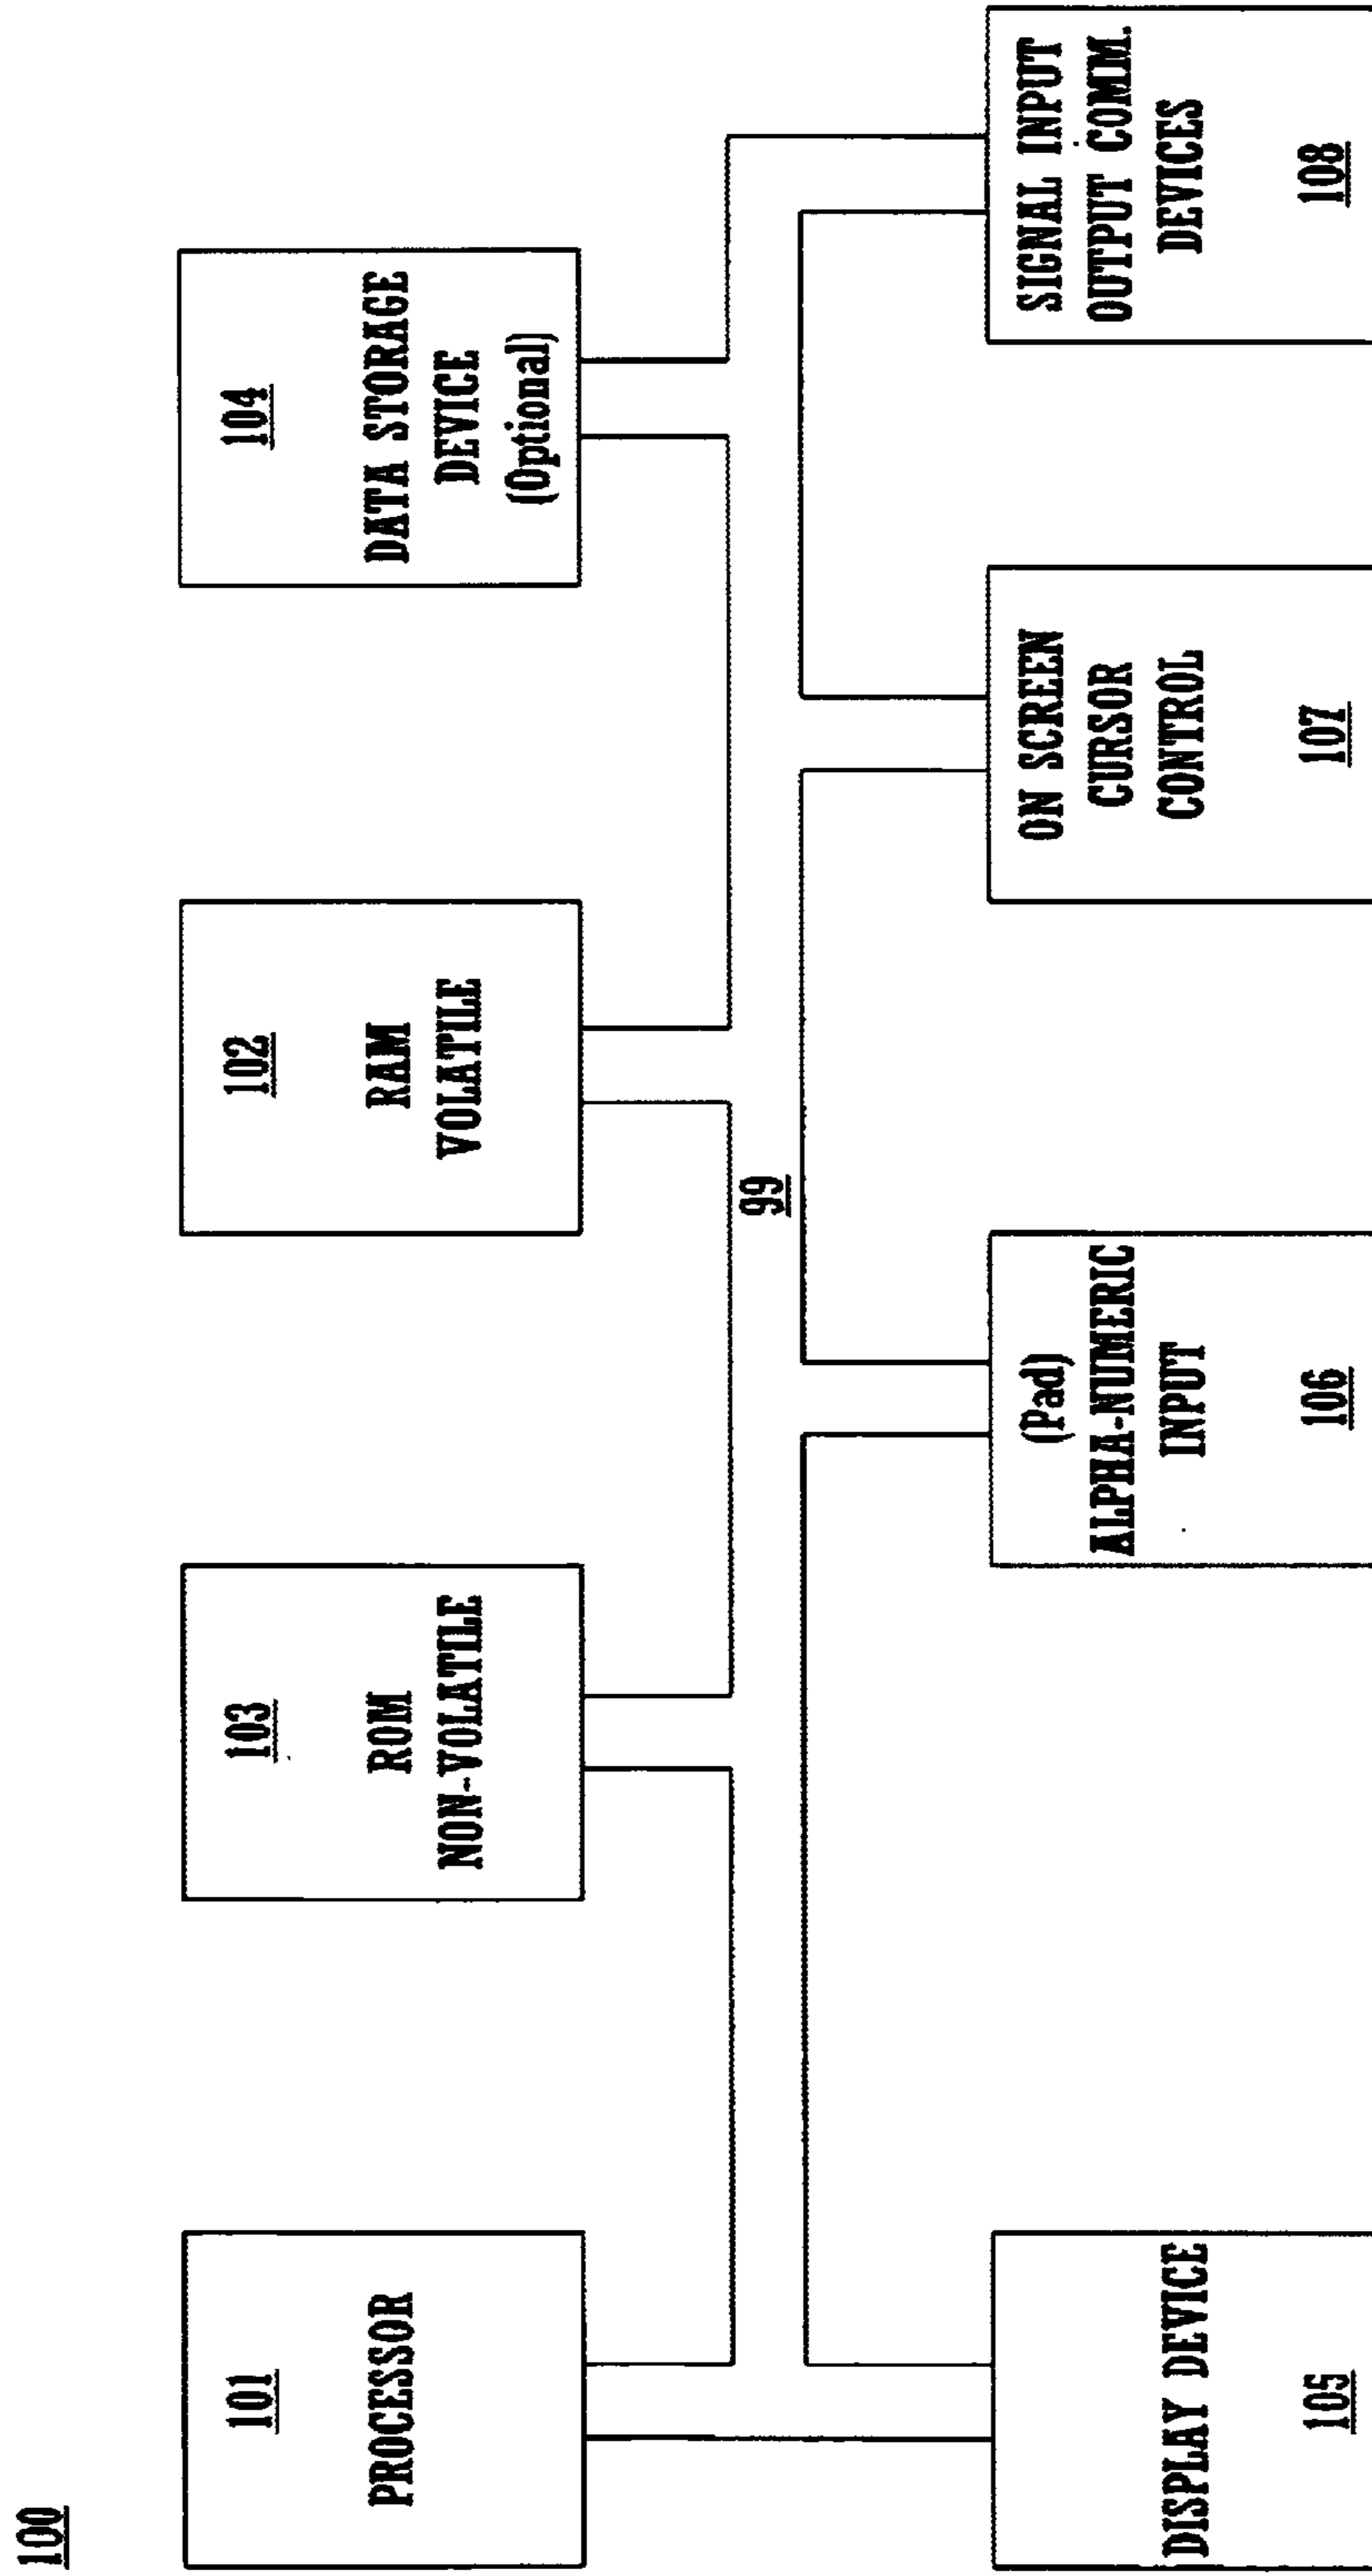 100
101
PROCESSOR
103
ROM
NON-VOLATILE
102
RAM
VOLATILE
104
DATA STORAGE
DEVICE
(Optional)
99
DISPLAY DEVICE
105
(Pad)
ALPHA-NUMERIC
INPUT
106
ON SCREEN
CURSOR
CONTROL
107
SIGNAL INPUT
OUTPUT COMM.
DEVICES
108